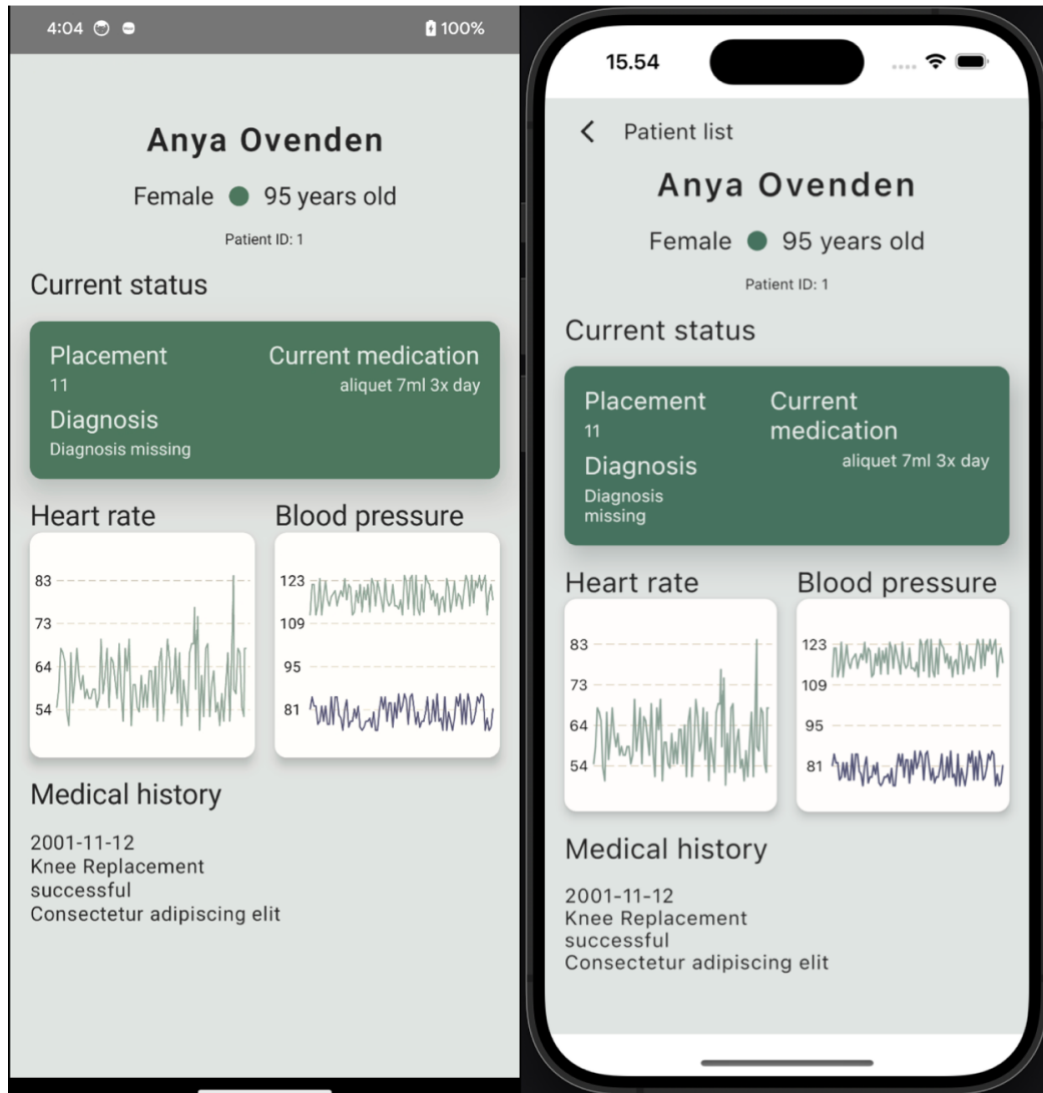 4:04
100%
Anya Ovenden
Female 95 years old
Patient ID: 1
Current status
Placement
11
Diagnosis
Diagnosis missing
Current medication
aliquet 7ml 3x day
Heart rate
83
73
64
54
Blood pressure
123
109
95
81
Medical history
2001-11-12
Knee Replacement
successful
Consectetur adipiscing elit
15.54
Patient list
Anya Ovenden
Female 95 years old
Patient ID: 1
Current status
Placement
11
Diagnosis
Diagnosis
missing
Current
medication
aliquet 7ml 3x day
Heart rate
83
73
64
54
Blood pressure
123
109
95
81
Medical history
2001-11-12
Knee Replacement
successful
Consectetur adipiscing elit